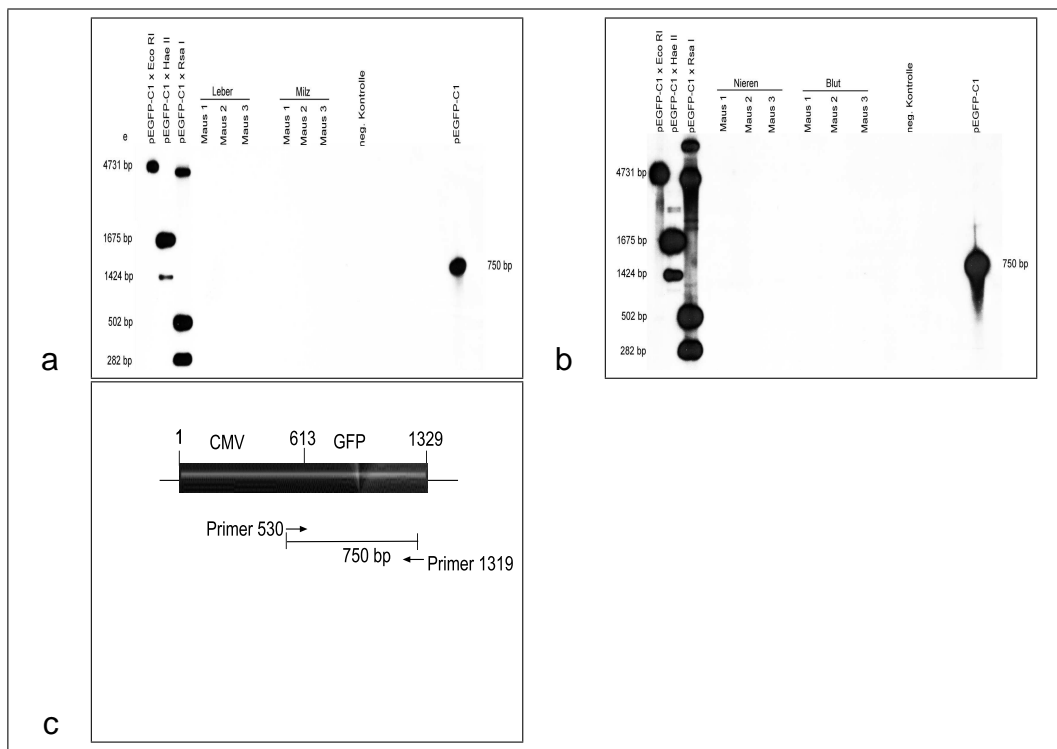 pEGFP-C1 x Eco RI
pEGFP-C1 x Hae II
pEGFP-C1 x Rsa I
Leber
Maus 1
Maus 2
Maus 3
Milz
Maus 1
Maus 2
Maus 3
neg. Kontrolle
pEGFP-C1
e
4731 bp
1675 bp
1424 bp
502 bp
282 bp
750 bp
a
pEGFP-C1 x Eco RI
pEGFP-C1 x Hae II
pEGFP-C1 x Rsa I
Nieren
Maus 1
Maus 2
Maus 3
Blut
Maus 1
Maus 2
Maus 3
neg. Kontrolle
pEGFP-C1
4731 bp
1675 bp
1424 bp
502 bp
282 bp
750 bp
b
1 CMV 613 GFP 1329
Primer 530
750 bp
Primer 1319
c